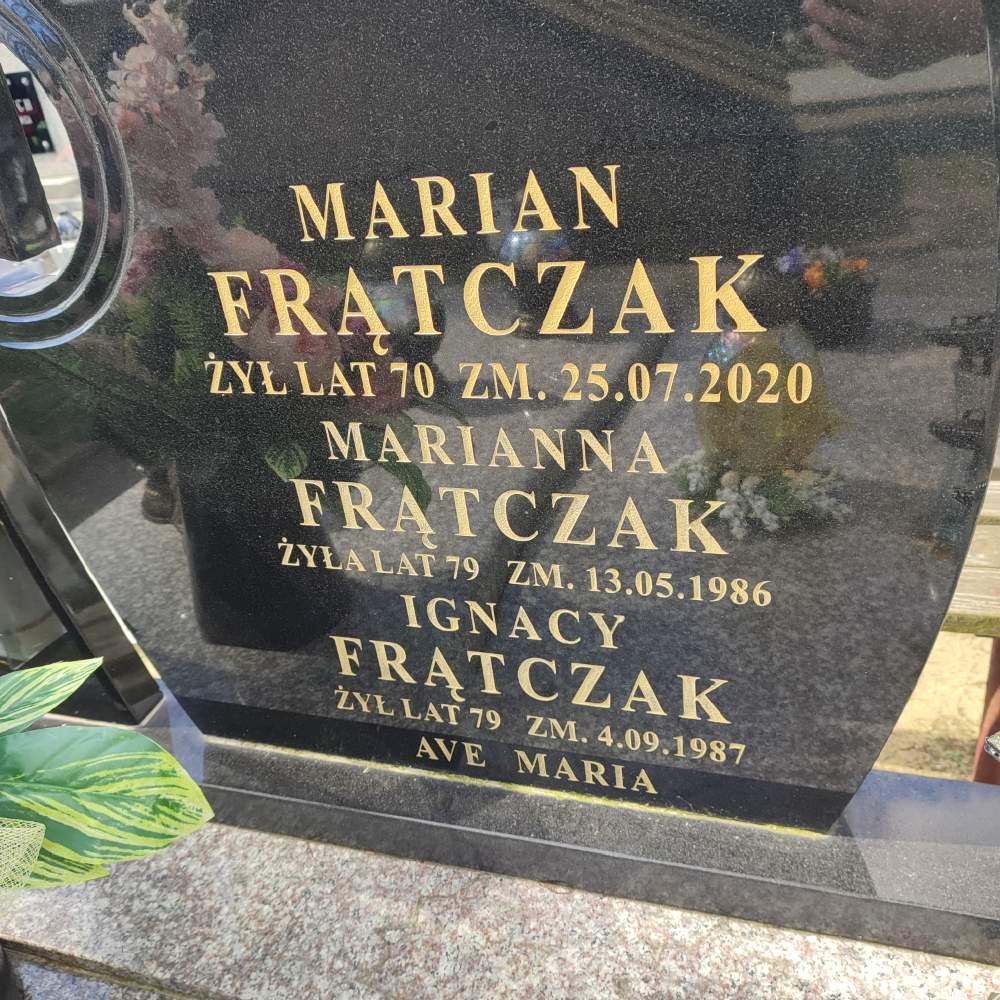 MARIAN
FRĄTCZAK
ŻYŁ LAT 70 ZM. 25.07.2020
MARIANNA
FRĄTCZAK
ŻYŁA LAT 79 ZM. 13.05.1986
IGNACY
FRĄTCZAK
ŻYŁ LAT 79 ZM. 4.09.1987
AVE MARIA